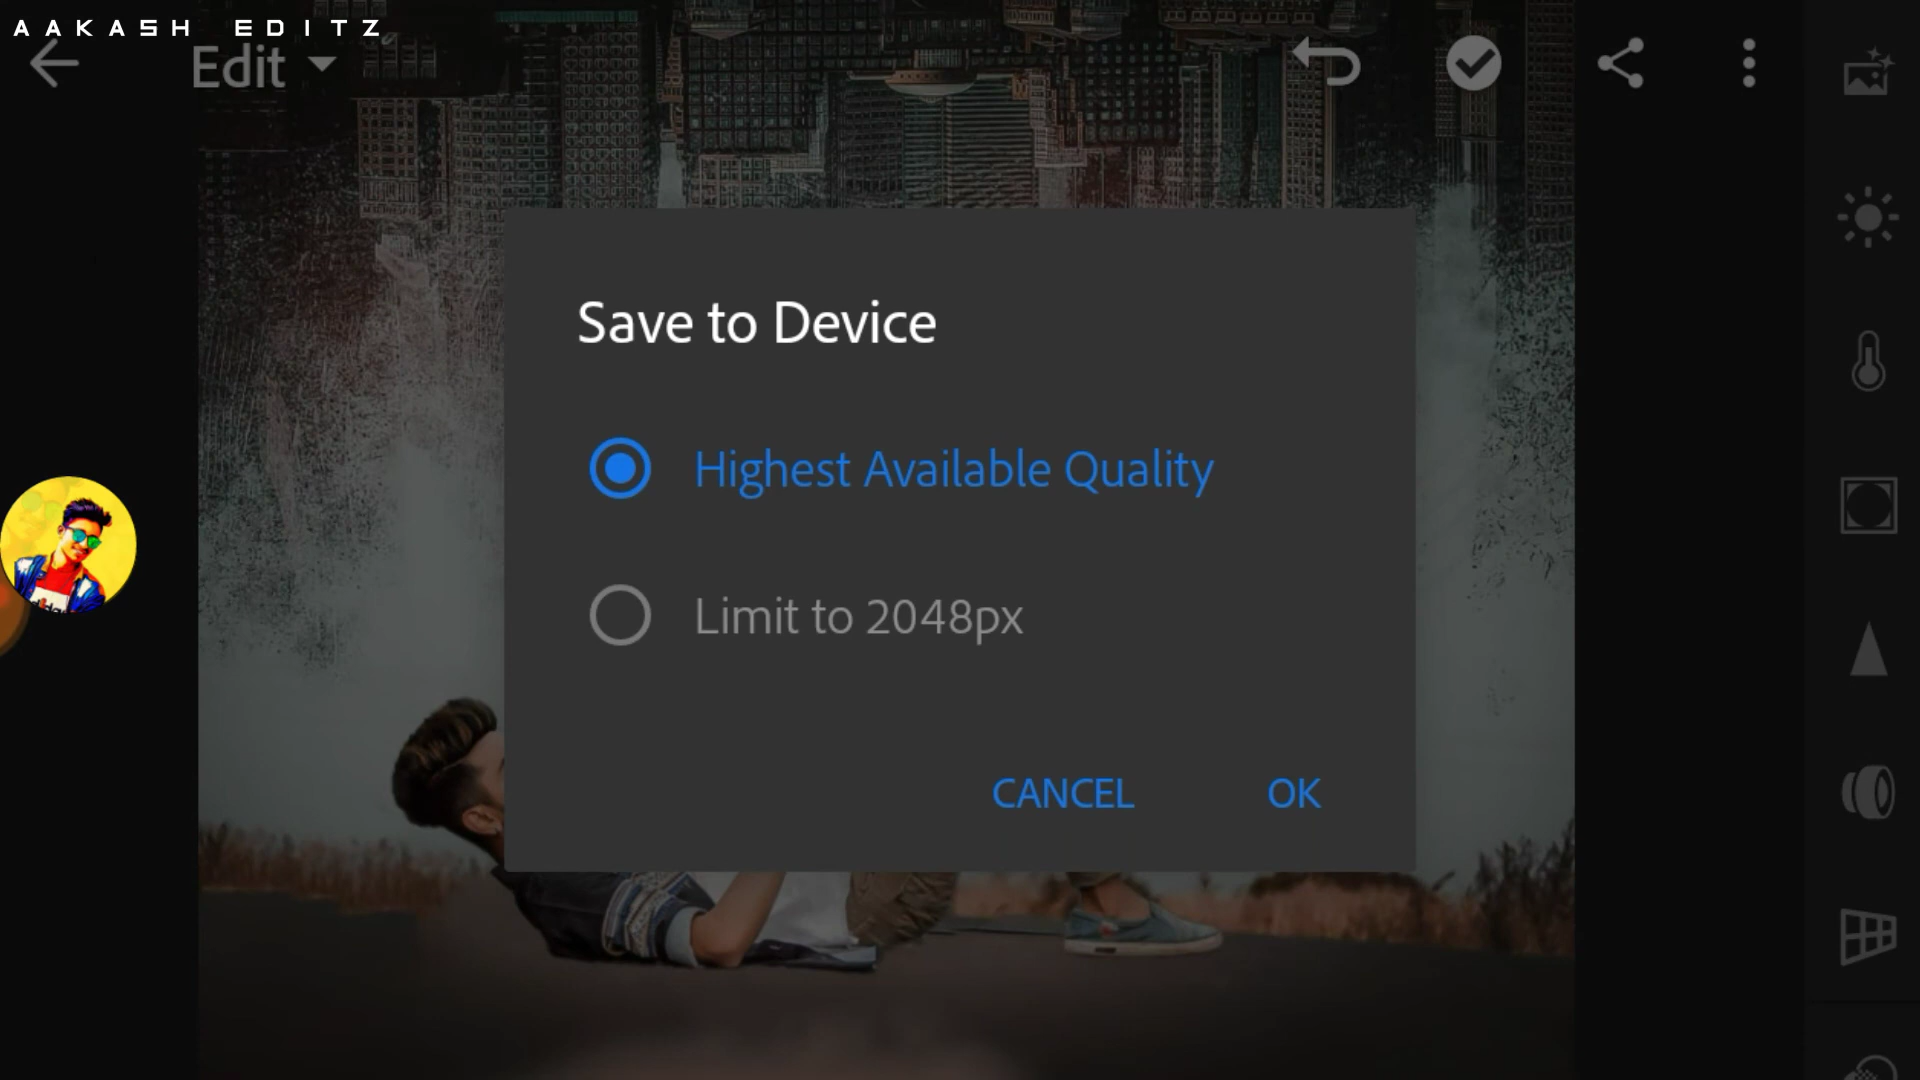 AAKASH EDITZ
Edit
Save to Device
Highest Available Quality
Limit to 2048px
CANCEL OK